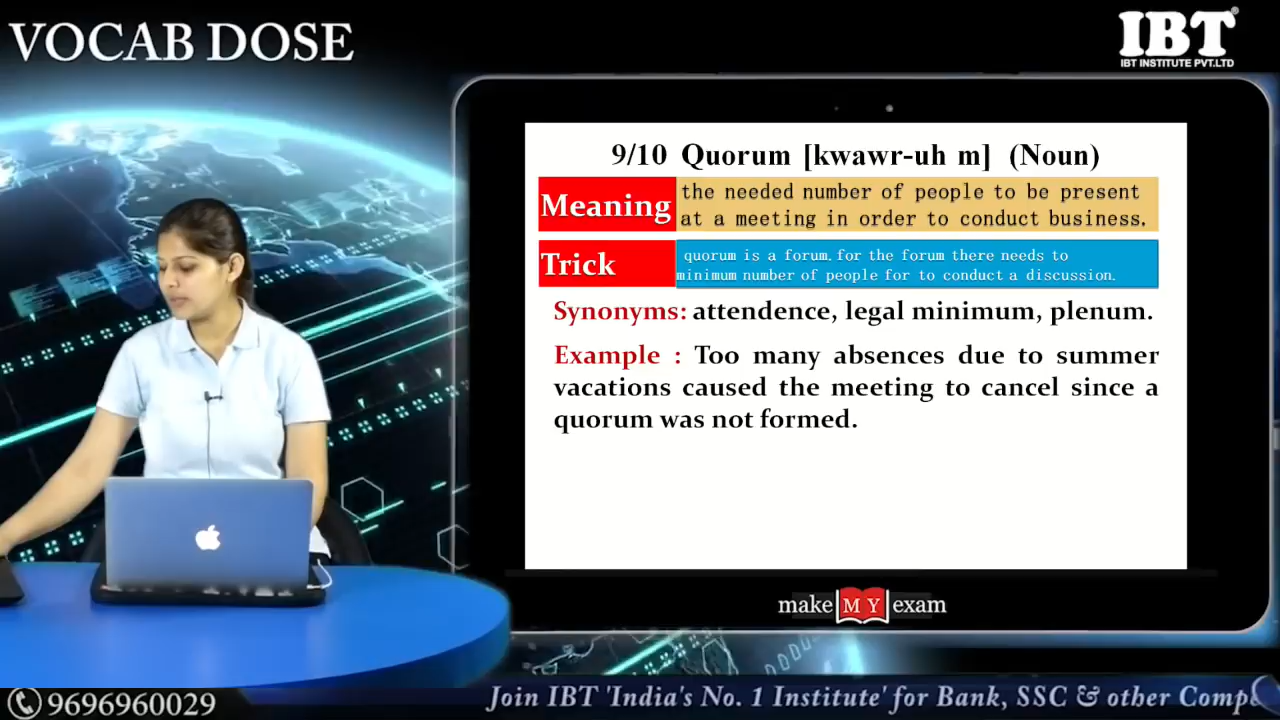 VOCAB DOSE
IBT®
IBT INSTITUTE PVT.LTD
9/10 Quorum [kwawr-uh m] (Noun)
Meaning
the needed number of people to be present
at a meeting in order to conduct business.
Trick
quorum is a forum. for the forum there needs to
minimum number of people for to conduct a discussion.
Synonyms: attendence, legal minimum, plenum.
Example : Too many absences due to summer
vacations caused the meeting to cancel since a
quorum was not formed.
make MY exam
9696960029
Join IBT 'India's No. 1 Institute' for Bank, SSC & other Comp